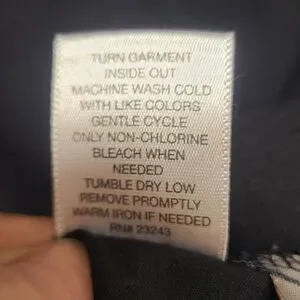 TURN GARMENT
INSIDE OUT
MACHINE WASH COLD
WITH LIKE COLORS
GENTLE CYCLE
ONLY NON-CHLORINE
BLEACH WHEN
NEEDED
TUMBLE DRY LOW
REMOVE PROMPTLY
WARM IRON IF NEEDED
RN# 23243